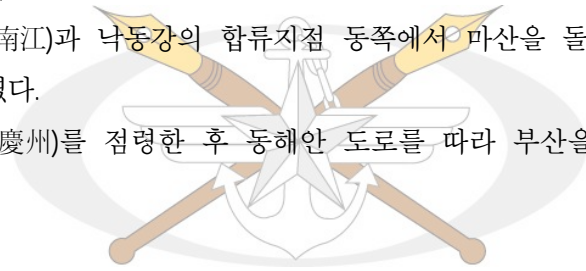 南江)과 낙동강의 합류지점 동쪽에서 마산을 돌
였다.
慶州)를 점령한 후 동해안 도로를 따라 부산을